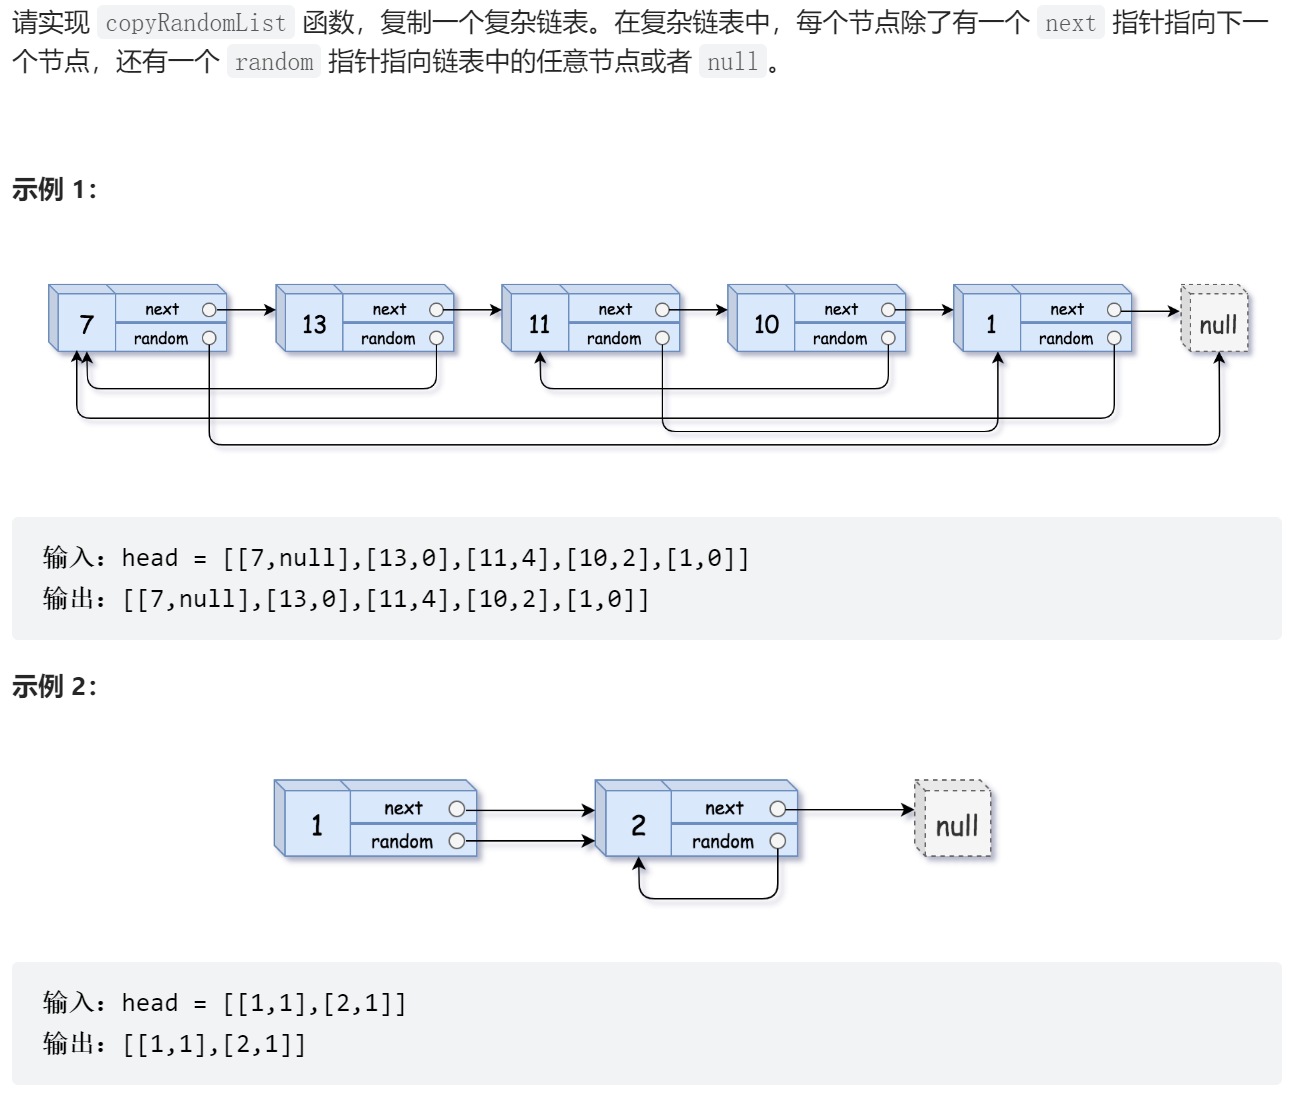 请实现 copyRandomList 函数，复制一个复杂链表。在复杂链表中，每个节点除了有一个 next 指针指向下一
个节点，还有一个 random 指针指向链表中的任意节点或者 null 。
示例 1：
7 next random 13 next random 11 next random 10 next random 1 next random null
输入：head = [[7,null],[13,0],[11,4],[10,2],[1,0]]
输出：[[7,null],[13,0],[11,4],[10,2],[1,0]]
示例 2：
1 next random 2 next random null
输入：head = [[1,1],[2,1]]
输出：[[1,1],[2,1]]